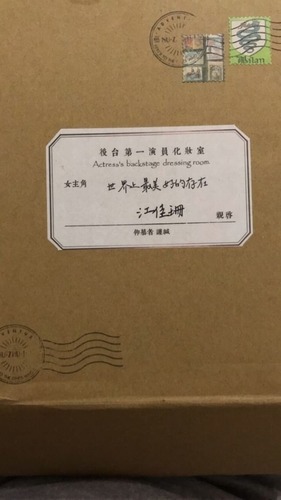 Milan
後台第一演員化妝室
Actress's backstage dressing room
女主角 世界上最美好的存在
江佳珊 親啓
仰慕者 謹緘